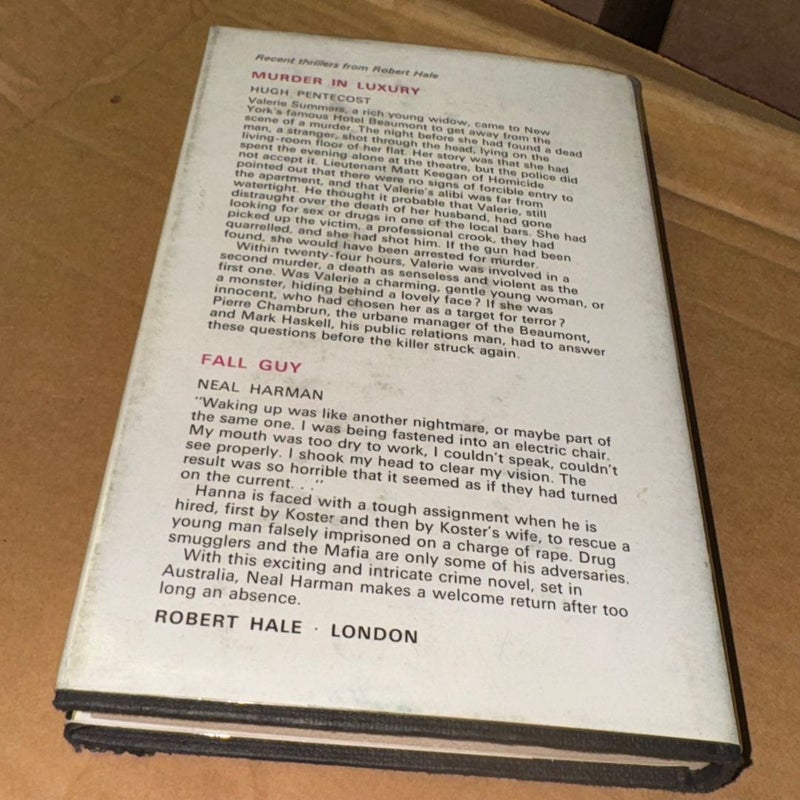 Recent thrillers from Robert Hale
MURDER IN LUXURY
HUGH PENTECOST
Valerie Summers, a rich young widow, came to New
York's famous Hotel Beaumont to get away from the
scene of a murder. The night before she had found a dead
man, a stranger, shot through the head, lying on the
living-room floor of her flat. Her story was that she had
spent the evening alone at the theatre, but the police did
not accept it. Lieutenant Matt Keegan of Homicide
pointed out that there were no signs of forcible entry to
the apartment, and that Valerie's alibi was far from
watertight. He thought it probable that Valerie, still
distraught over the death of her husband, had gone
looking for sex or drugs in one of the local bars. She had
picked up the victim, a professional crook, they had
quarrelled, and she had shot him. If the gun had been
found, she would have been arrested for murder.
Within twenty-four hours, Valerie was involved in a
second murder, a death as senseless and violent as the
first one. Was Valerie a charming, gentle young woman, or
a monster, hiding behind a lovely face? If she was
innocent, who had chosen her as a target for terror?
Pierre Chambrun, the urbane manager of the Beaumont,
and Mark Haskell, his public relations man, had to answer
these questions before the killer struck again.
FALL GUY
NEAL HARMAN
"Waking up was like another nightmare, or maybe part of
the same one. I was being fastened into an electric chair.
My mouth was too dry to work, I couldn't speak, couldn't
see properly. I shook my head to clear my vision. The
result was so horrible that it seemed as if they had turned
on the current. . ."
Hanna is faced with a tough assignment when he is
hired, first by Koster and then by Koster's wife, to rescue a
young man falsely imprisoned on a charge of rape. Drug
smugglers and the Mafia are only some of his adversaries.
With this exciting and intricate crime novel, set in
Australia, Neal Harman makes a welcome return after too
long an absence.
ROBERT HALE · LONDON